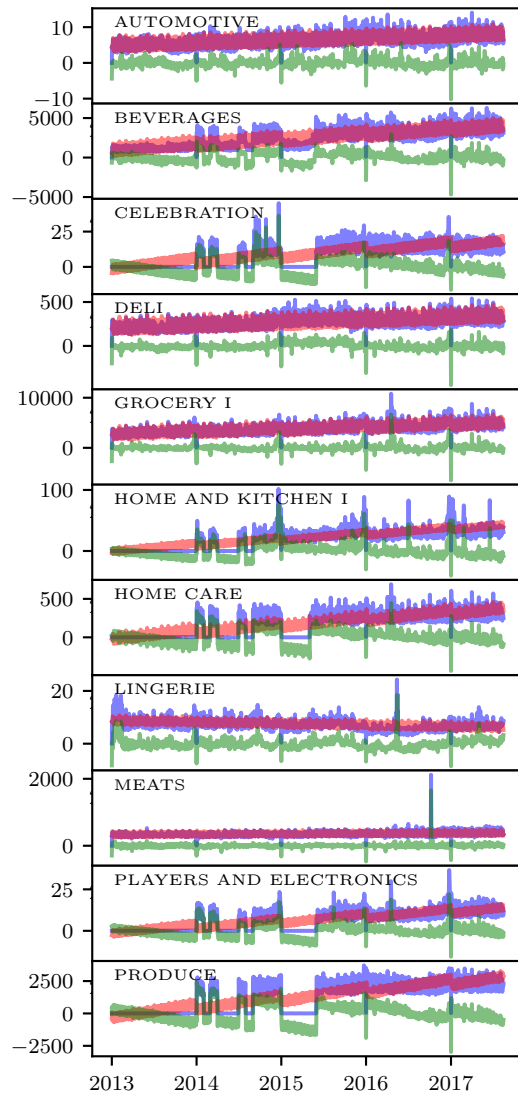 AUTOMOTIVE
10
0
−10
BEVERAGES
5000
0
−5000
CELEBRATION
25
0
DELI
500
0
GROCERY I
10000
0
HOME AND KITCHEN I
100
0
HOME CARE
500
0
LINGERIE
20
0
MEATS
2000
0
PLAYERS AND ELECTRONICS
25
0
PRODUCE
2500
0
−2500
2013 2014 2015 2016 2017